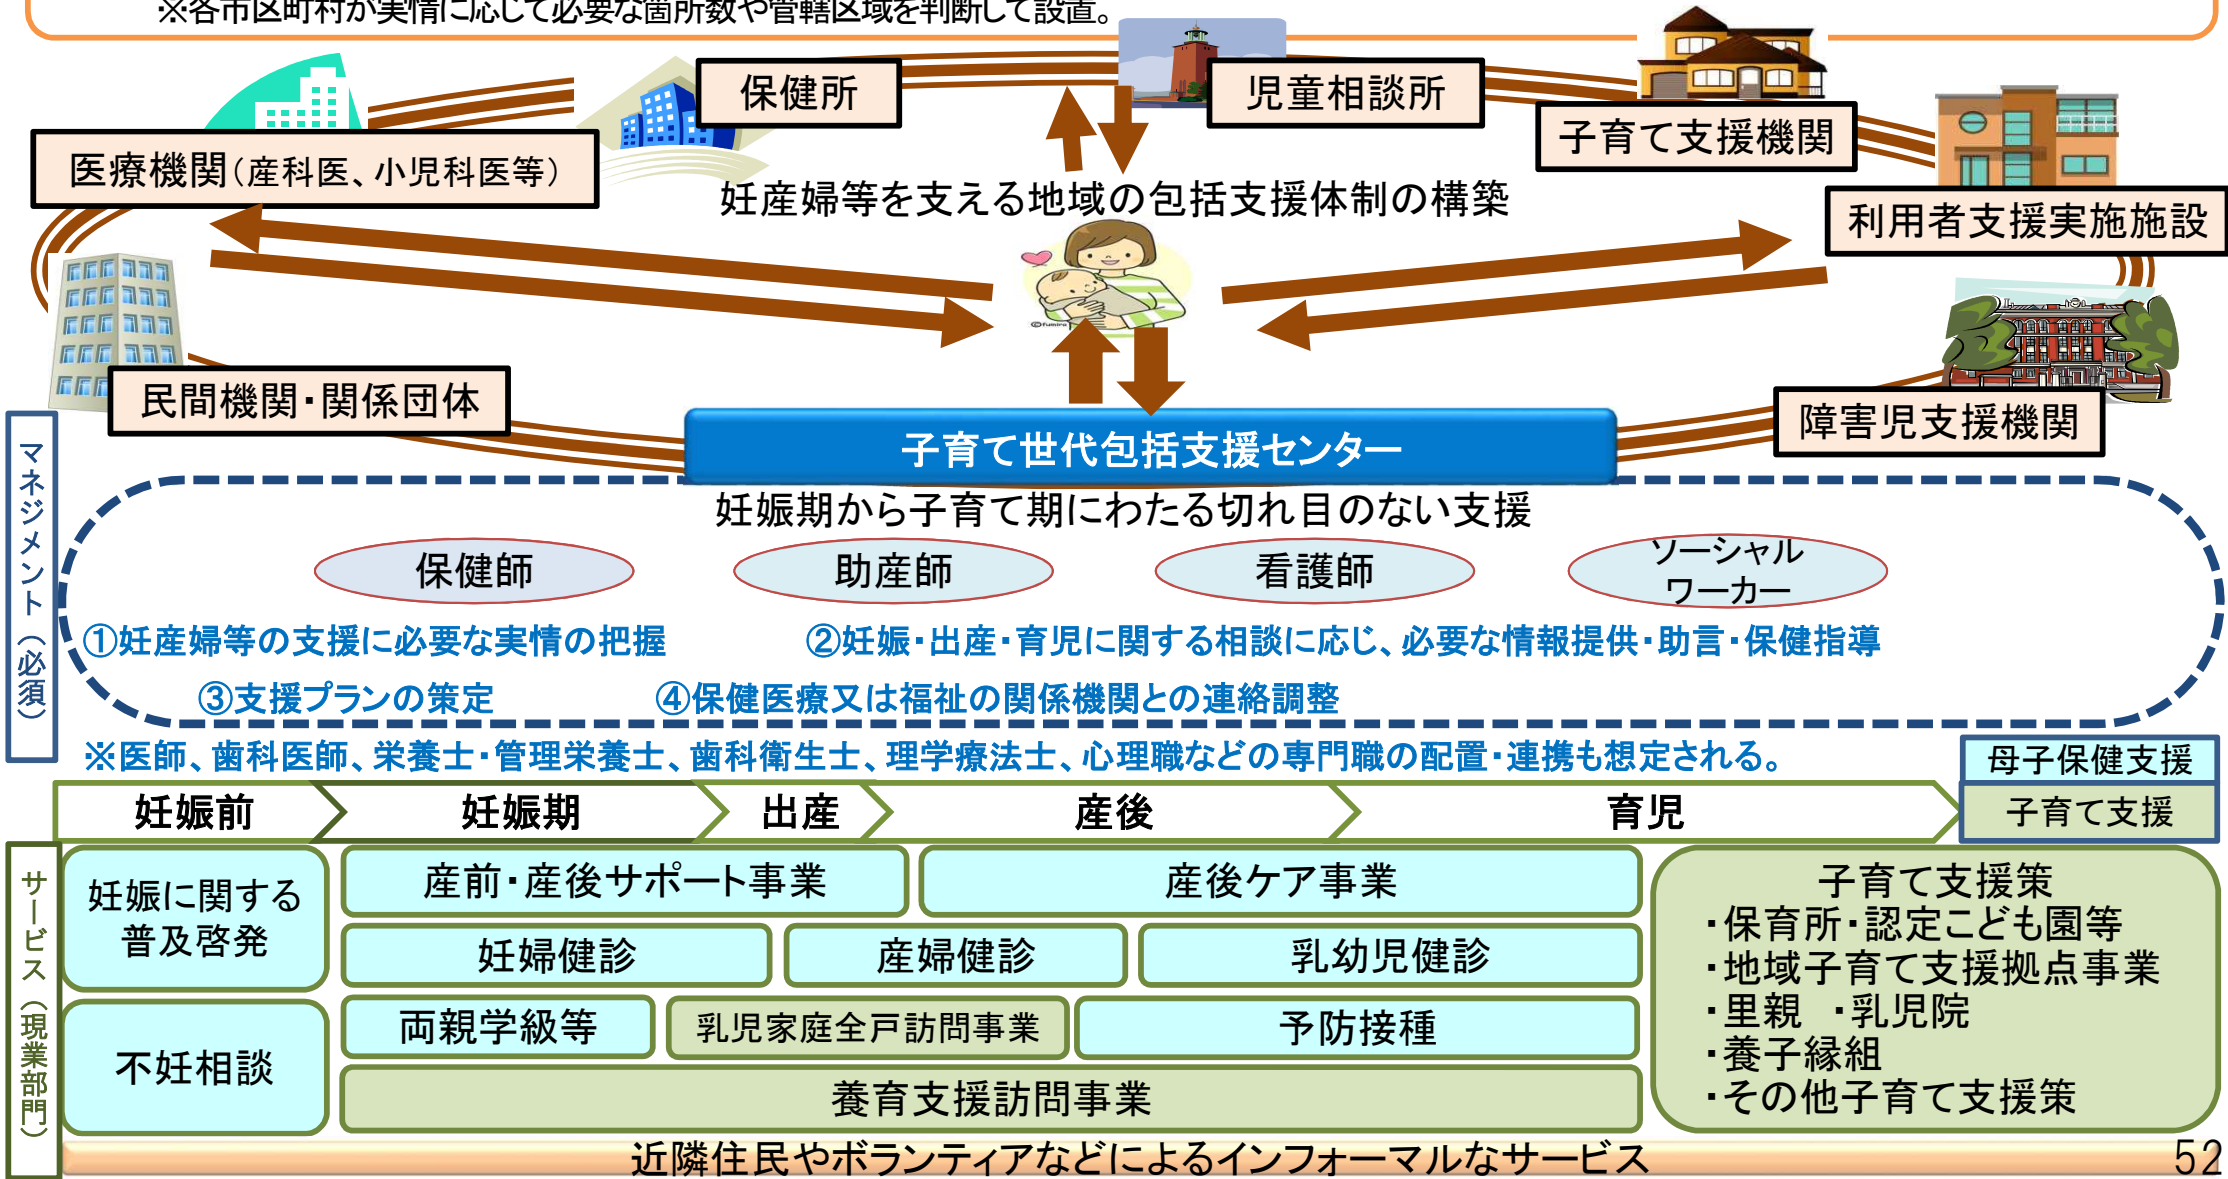 ※各市区町村が実情に応じて必要な箇所数や管轄区域を判断して設置。
保健所
児童相談所
子育て支援機関
医療機関(産科医、小児科医等)
妊産婦等を支える地域の包括支援体制の構築
利用者支援実施施設
©fumira
民間機関・関係団体
障害児支援機関
子育て世代包括支援センター
マネジメント(必須)
妊娠期から子育て期にわたる切れ目のない支援
保健師
助産師
看護師
ソーシャル
ワーカー
①妊産婦等の支援に必要な実情の把握
②妊娠・出産・育児に関する相談に応じ、必要な情報提供・助言・保健指導
③支援プランの策定
④保健医療又は福祉の関係機関との連絡調整
※医師、歯科医師、栄養士・管理栄養士、歯科衛生士、理学療法士、心理職などの専門職の配置・連携も想定される。
母子保健支援
子育て支援
妊娠前
妊娠期
出産
産後
育児
サービス(現業部門)
妊娠に関する
普及啓発
産前・産後サポート事業
産後ケア事業
妊婦健診
産婦健診
乳幼児健診
不妊相談
両親学級等
乳児家庭全戸訪問事業
予防接種
養育支援訪問事業
子育て支援策
・保育所・認定こども園等
・地域子育て支援拠点事業
・里親 ・乳児院
・養子縁組
・その他子育て支援策
近隣住民やボランティアなどによるインフォーマルなサービス
52